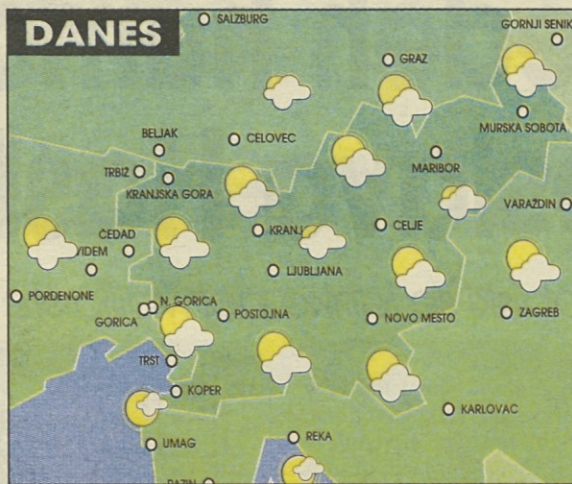 DANES
SALZBURG
GORNJI SENIK
GRAZ
MURSKA SOBOTA
BELJAK
CELOVEC
MARIBOR
TRBIŽ
KRANJSKA GORA
VARAŽDIN
ČEDAD
KRANJ
CELJE
VIDEM
LJUBLJANA
PORDENONE
N. GORICA
GORICA
POSTOJNA
NOVO MESTO
ZAGREB
TRST
KOPER
KARLOVAC
UMAG
REKA
PAZIN